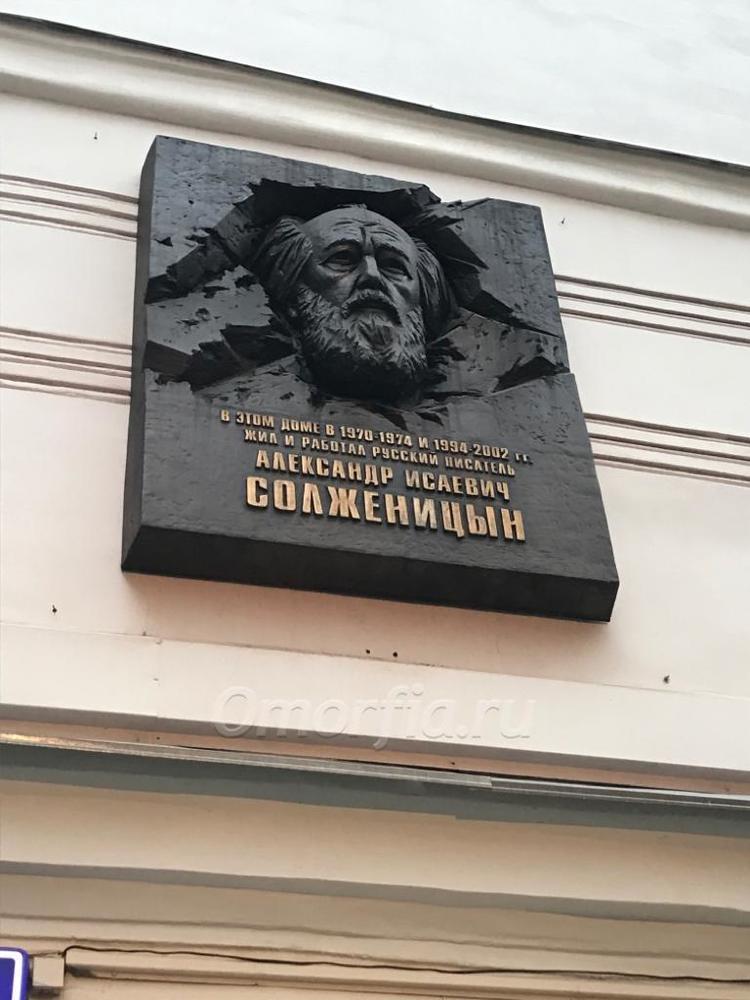 В ЭТОМ ДОМЕ В 1970-1974 И 1994-2002 ГГ.
ЖИЛ И РАБОТАЛ РУССКИЙ ПИСАТЕЛЬ
АЛЕКСАНДР ИСАЕВИЧ
СОЛЖЕНИЦЫН
Omorfia.ru